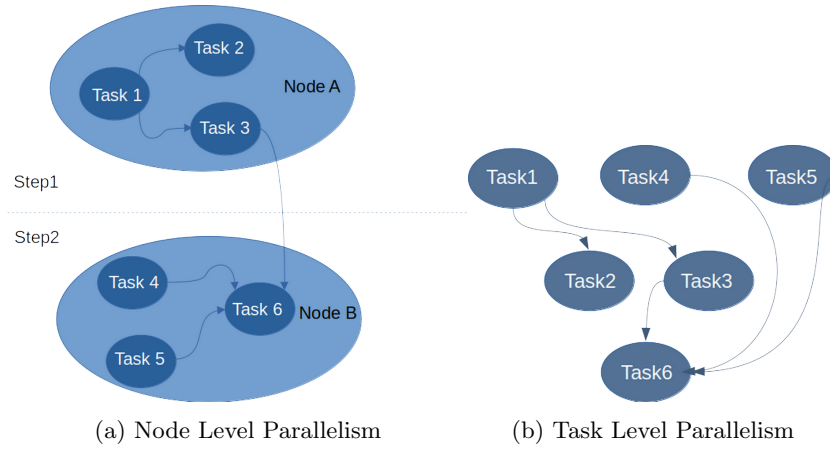 Task 2
Node A
Task 1
Task 3
Step1
Step2
Task 4
Task 6
Node B
Task 5
(a) Node Level Parallelism
Task1
Task4
Task5
Task2
Task3
Task6
(b) Task Level Parallelism